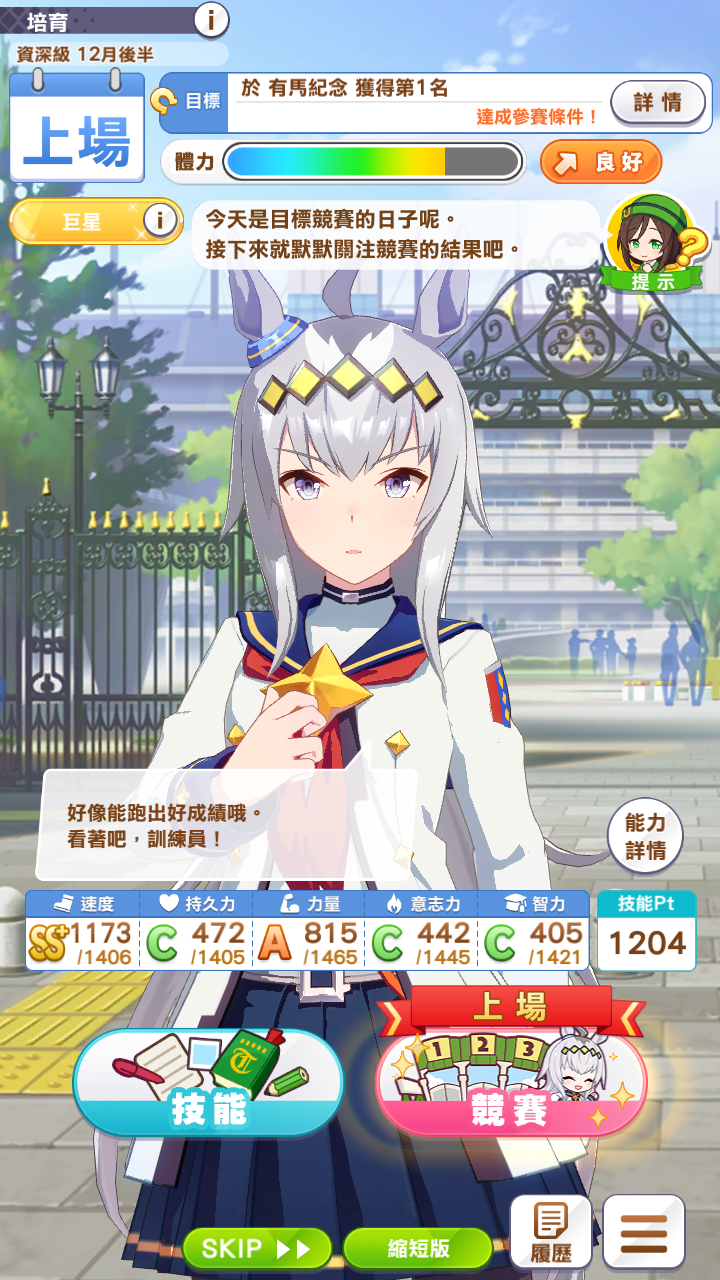 培育
i
資深級 12月後半
上場
目標
於 有馬紀念 獲得第1名
達成參賽條件！
詳情
體力
良好
巨星
i
今天是目標競賽的日子呢。
接下來就默默關注競賽的結果吧。
?
提示
好像能跑出好成績哦。
看著吧，訓練員！
能力
詳情
速度 持久力 力量 意志力 智力 技能Pt
SS+ 1173 C 472 A 815 C 442 C 405 1204
/1406 /1405 /1465 /1445 /1421
上場
1 2 3
T
技能
競賽
SKIP
縮短版
履歷